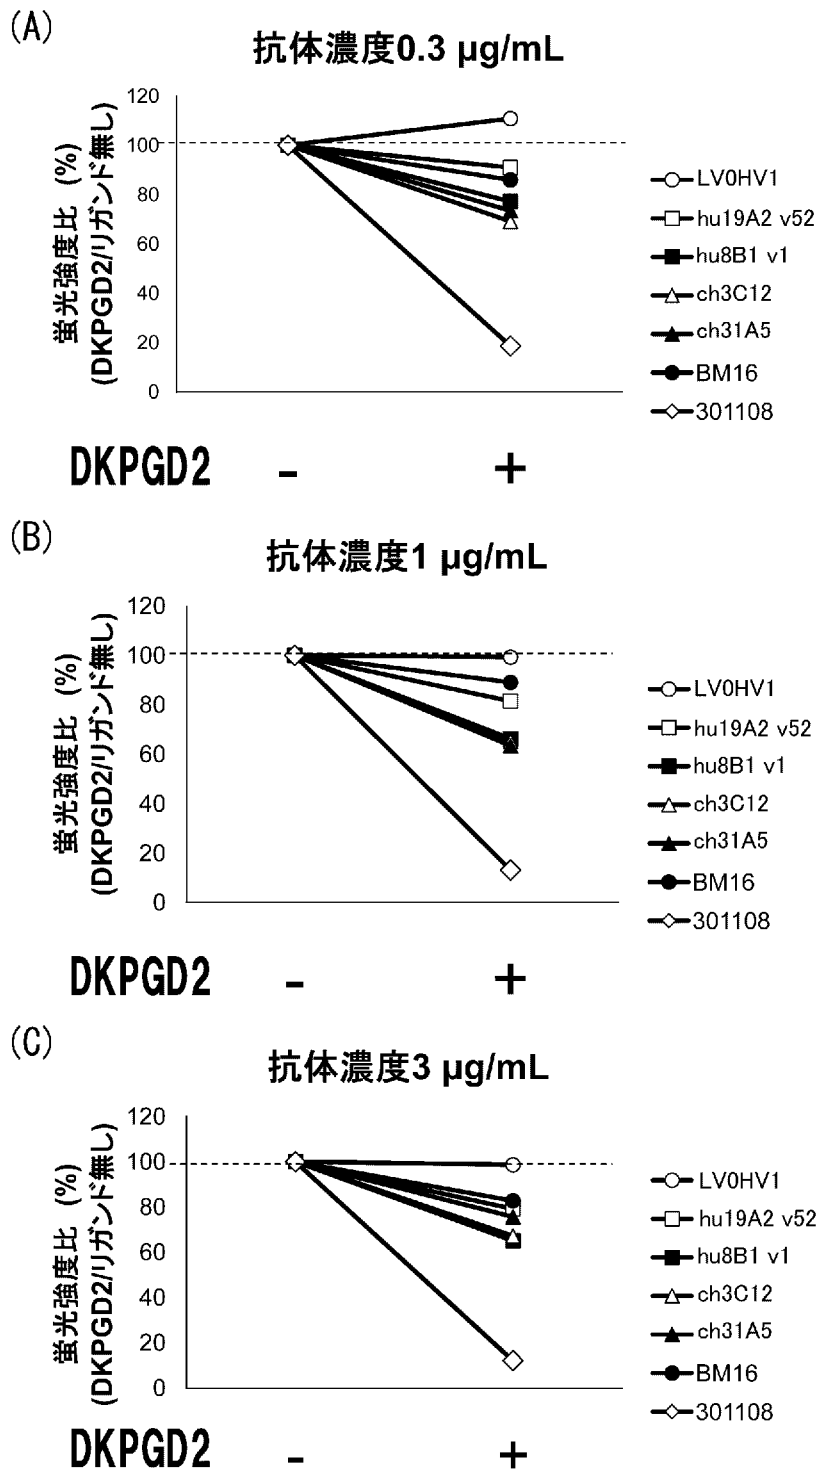 (A)
抗体濃度0.3 µg/mL
蛍光強度比 (%)
(DKPGD2/リガンド無し)
120
100
80
60
40
20
0
LV0HV1
hu19A2 v52
hu8B1 v1
ch3C12
ch31A5
BM16
301108
DKPGD2 - +
(B)
抗体濃度1 µg/mL
蛍光強度比 (%)
(DKPGD2/リガンド無し)
120
100
80
60
40
20
0
LV0HV1
hu19A2 v52
hu8B1 v1
ch3C12
ch31A5
BM16
301108
DKPGD2 - +
(C)
抗体濃度3 µg/mL
蛍光強度比 (%)
(DKPGD2/リガンド無し)
120
100
80
60
40
20
0
LV0HV1
hu19A2 v52
hu8B1 v1
ch3C12
ch31A5
BM16
301108
DKPGD2 - +